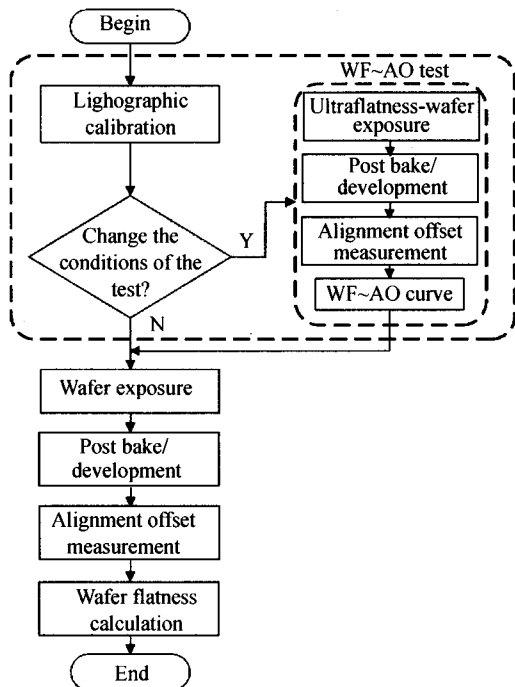 Begin
WF~AO test
Lighographic
calibration
Ultraflatness-wafer
exposure
Post bake/
development
Alignment offset
measurement
WF~AO curve
Change the
conditions of the
test?
Y
N
Wafer exposure
Post bake/
development
Alignment offset
measurement
Wafer flatness
calculation
End